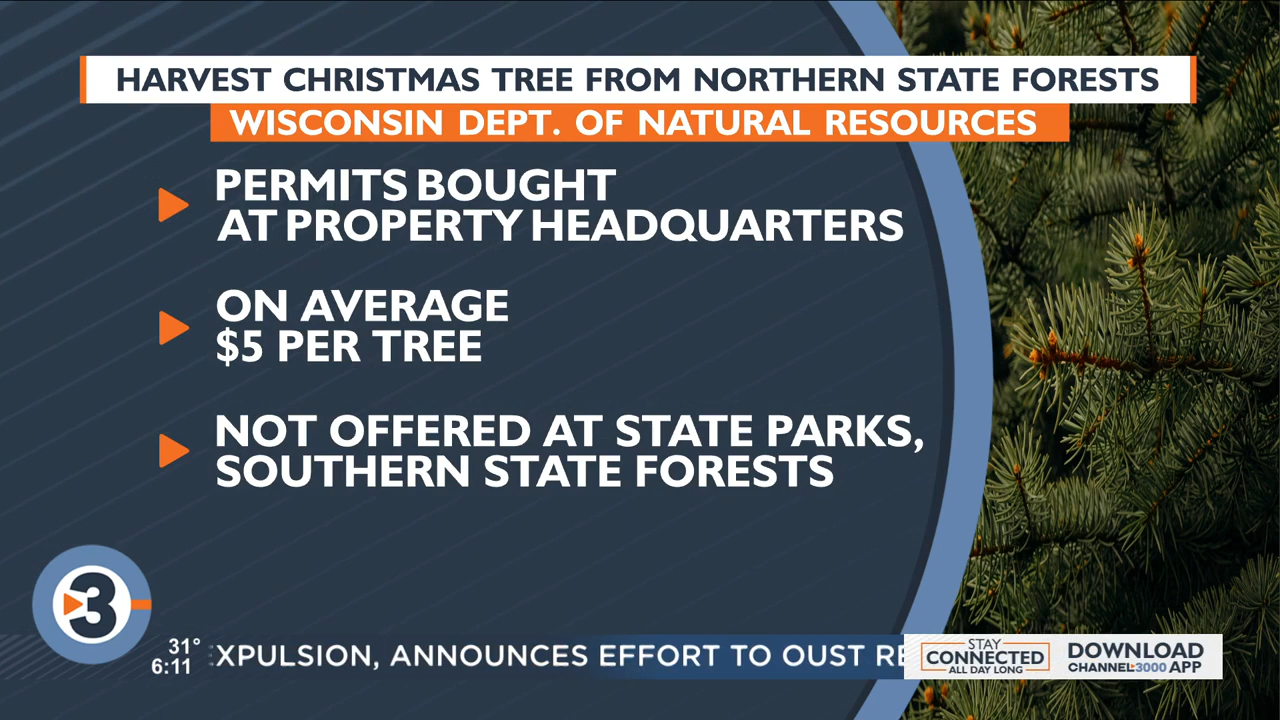 HARVEST CHRISTMAS TREE FROM NORTHERN STATE FORESTS
WISCONSIN DEPT. OF NATURAL RESOURCES
PERMITS BOUGHT
AT PROPERTY HEADQUARTERS
ON AVERAGE
$5 PER TREE
NOT OFFERED AT STATE PARKS,
SOUTHERN STATE FORESTS
3
31°
6:11
XPULSION, ANNOUNCES EFFORT TO OUST RE
STAY
CONNECTED
ALL DAY LONG
DOWNLOAD
CHANNEL3000 APP